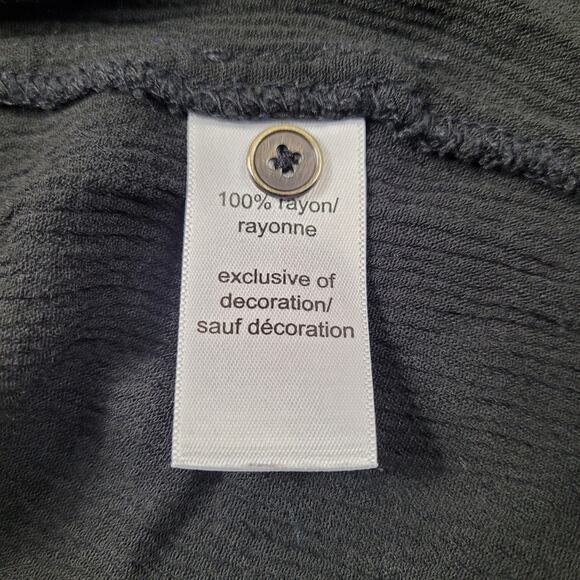 100% rayon/
rayonne
exclusive of
decoration/
sauf décoration